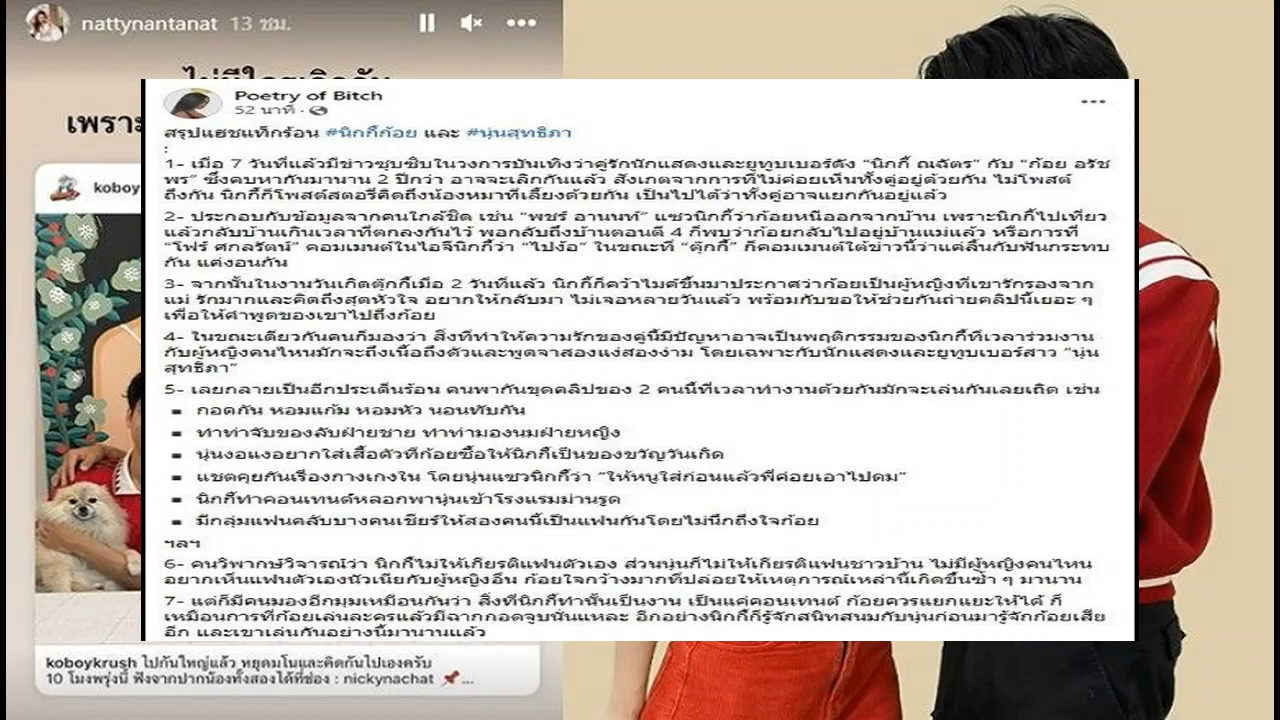 nattynantanat 13 ชม.
เพราะ
koboy
Poetry of Bitch
52 นาที ·
สรุปแฮชแท็กร้อน #นิกกี้ก้อย และ #นุ่นสุทธิภา
:
1- เมื่อ 7 วันที่แล้วมีข่าวซุบซิบในวงการบันเทิงว่าคู่รักนักแสดงและยูทูบเบอร์ดัง "นิกกี้ ณฉัตร" กับ "ก้อย อรัช
พร" ซึ่งคบหากันมานาน 2 ปีกว่า อาจจะเลิกกันแล้ว สังเกตจากการที่ไม่ค่อยเห็นทั้งคู่อยู่ด้วยกัน ไม่โพสต์
ถึงกัน นิกกี้ก็โพสต์สตอรี่คิดถึงน้องหมาที่เลี้ยงด้วยกัน เป็นไปได้ว่าทั้งคู่อาจแยกกันอยู่แล้ว
2- ประกอบกับข้อมูลจากคนใกล้ชิด เช่น "พชร์ อานนท์" แซวนิกกี้ว่าก้อยหนีออกจากบ้าน เพราะนิกกี้ไปเที่ยว
แล้วกลับบ้านเกินเวลาที่ตกลงกันไว้ พอกลับถึงบ้านตอนตี 4 ก็พบว่าก้อยกลับไปอยู่บ้านแม่แล้ว หรือการที่
"โฟร์ ศกลรัตน์" คอมเมนต์ในไอจีนิกกี้ว่า "ไปง้อ" ในขณะที่ "ตุ๊กกี้" ก็คอมเมนต์ใต้ข่าวนี้ว่าแค่ลิ้นกับฟันกระทบ
กัน แค่งอนกัน
3- จากนั้นในงานวันเกิดตุ๊กกี้เมื่อ 2 วันที่แล้ว นิกกี้ก็คว้าไมค์ขึ้นมาประกาศว่าก้อยเป็นผู้หญิงที่เขารักรองจาก
แม่ รักมากและคิดถึงสุดหัวใจ อยากให้กลับมา ไม่เจอหลายวันแล้ว พร้อมกับขอให้ช่วยกันถ่ายคลิปนี้เยอะ ๆ
เพื่อให้คำพูดของเขาไปถึงก้อย
4- ในขณะเดียวกันคนก็มองว่า สิ่งที่ทำให้ความรักของคู่นี้มีปัญหาอาจเป็นพฤติกรรมของนิกกี้ที่เวลาร่วมงาน
กับผู้หญิงคนไหนมักจะถึงเนื้อถึงตัวและพูดจาสองแง่สองง่าม โดยเฉพาะกับนักแสดงและยูทูบเบอร์สาว "นุ่น
สุทธิภา"
5- เลยกลายเป็นอีกประเด็นร้อน คนพากันขุดคลิปของ 2 คนนี้ที่เวลาทำงานด้วยกันมักจะเล่นกันเลยเถิด เช่น
▪ กอดกัน หอมแก้ม หอมหัว นอนทับกัน
▪ ทำท่าจับของลับฝ่ายชาย ทำท่ามองนมฝ่ายหญิง
▪ นุ่นงอแงอยากใส่เสื้อตัวที่ก้อยซื้อให้นิกกี้เป็นของขวัญวันเกิด
▪ แชตคุยกันเรื่องกางเกงใน โดยนุ่นแซวนิกกี้ว่า "ให้หนูใส่ก่อนแล้วพี่ค่อยเอาไปดม"
▪ นิกกี้ทำคอนเทนต์หลอกพานุ่นเข้าโรงแรมม่านรูด
▪ มีกลุ่มแฟนคลับบางคนเชียร์ให้สองคนนี้เป็นแฟนกันโดยไม่นึกถึงใจก้อย
ฯลฯ
6- คนวิพากษ์วิจารณ์ว่า นิกกี้ไม่ให้เกียรติแฟนตัวเอง ส่วนนุ่นก็ไม่ให้เกียรติแฟนชาวบ้าน ไม่มีผู้หญิงคนไหน
อยากเห็นแฟนตัวเองนัวเนียกับผู้หญิงอื่น ก้อยใจกว้างมากที่ปล่อยให้เหตุการณ์เหล่านี้เกิดขึ้นซ้ำ ๆ มานาน
7- แต่ก็มีคนมองอีกมุมเหมือนกันว่า สิ่งที่นิกกี้ทำนั้นเป็นงาน เป็นแค่คอนเทนต์ ก้อยควรแยกแยะให้ได้ ก็
เหมือนการที่ก้อยเล่นละครแล้วมีฉากกอดจูบนั่นแหละ อีกอย่างนิกกี้ก็รู้จักสนิทสนมกับนุ่นก่อนมารู้จักก้อยเสีย
อีก และเขาเล่นกันอย่างนี้มานานแล้ว
koboykrush ไปกันใหญ่แล้ว หยุดมโนและคิดกันไปเองครับ
10 โมงพรุ่งนี้ ฟังจากปากน้องทั้งสองได้ที่ช่อง : nickynachat 📌...